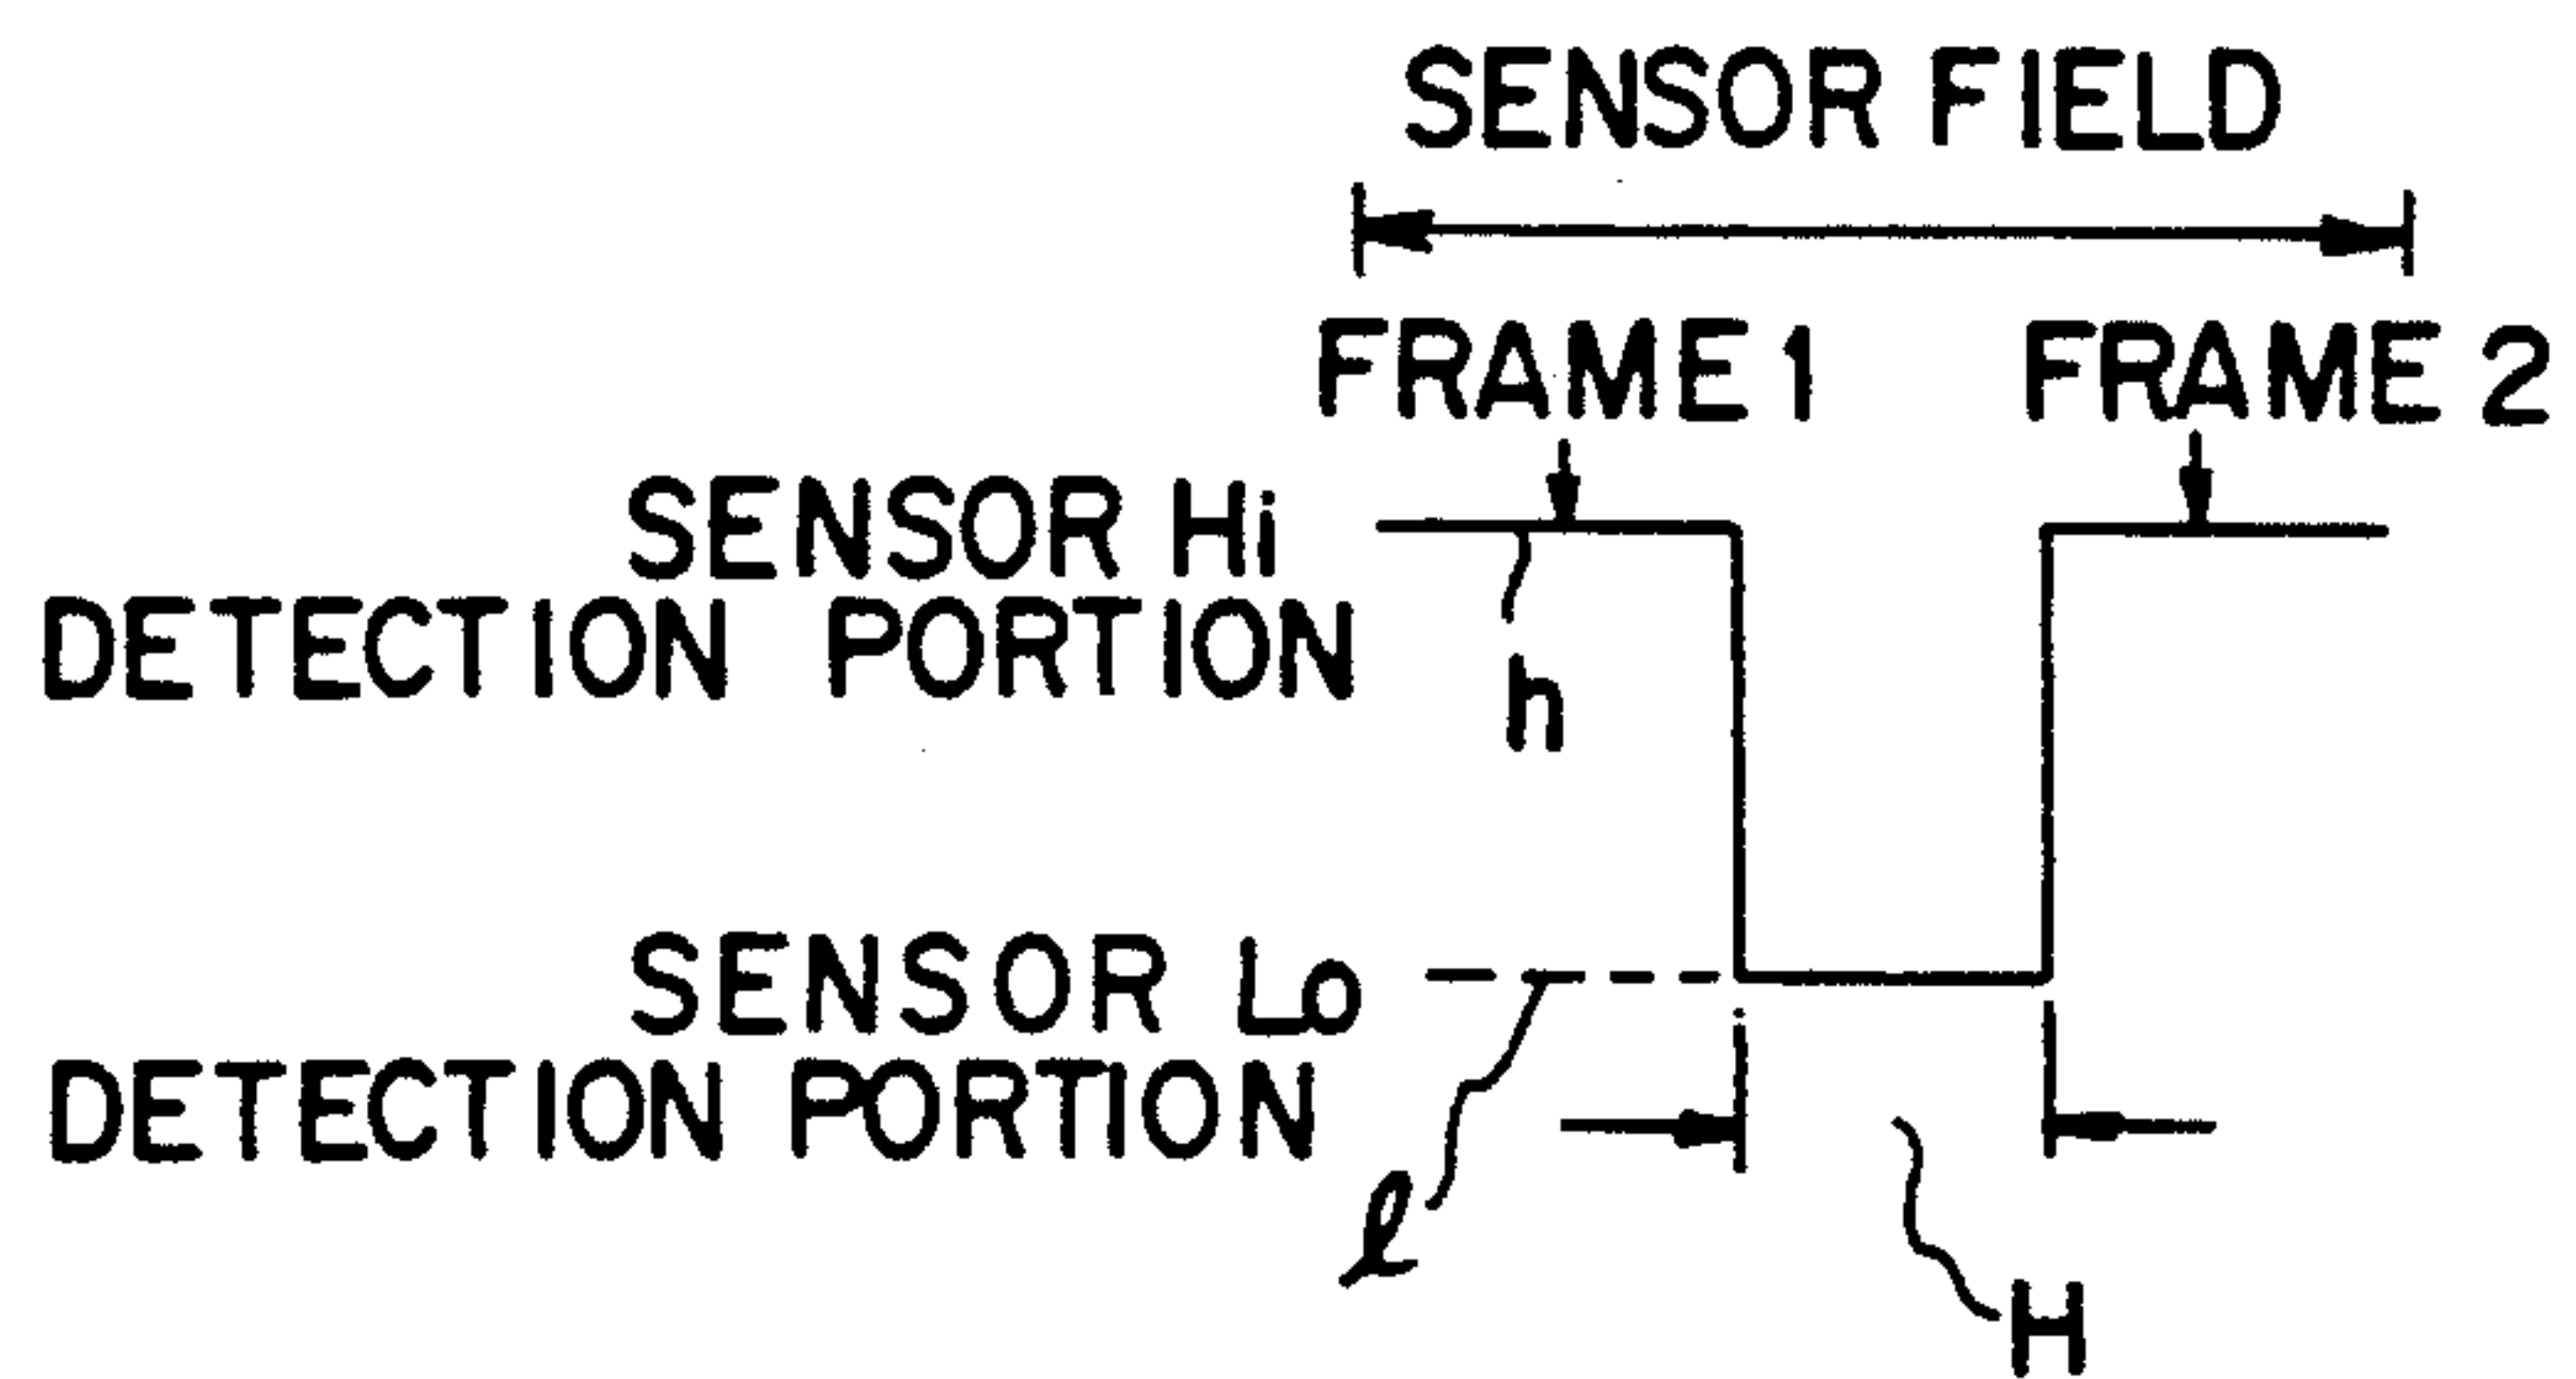 SENSOR FIELD
FRAME 1 FRAME 2
SENSOR Hi
DETECTION PORTION
h
SENSOR Lo
DETECTION PORTION
ℓ
H